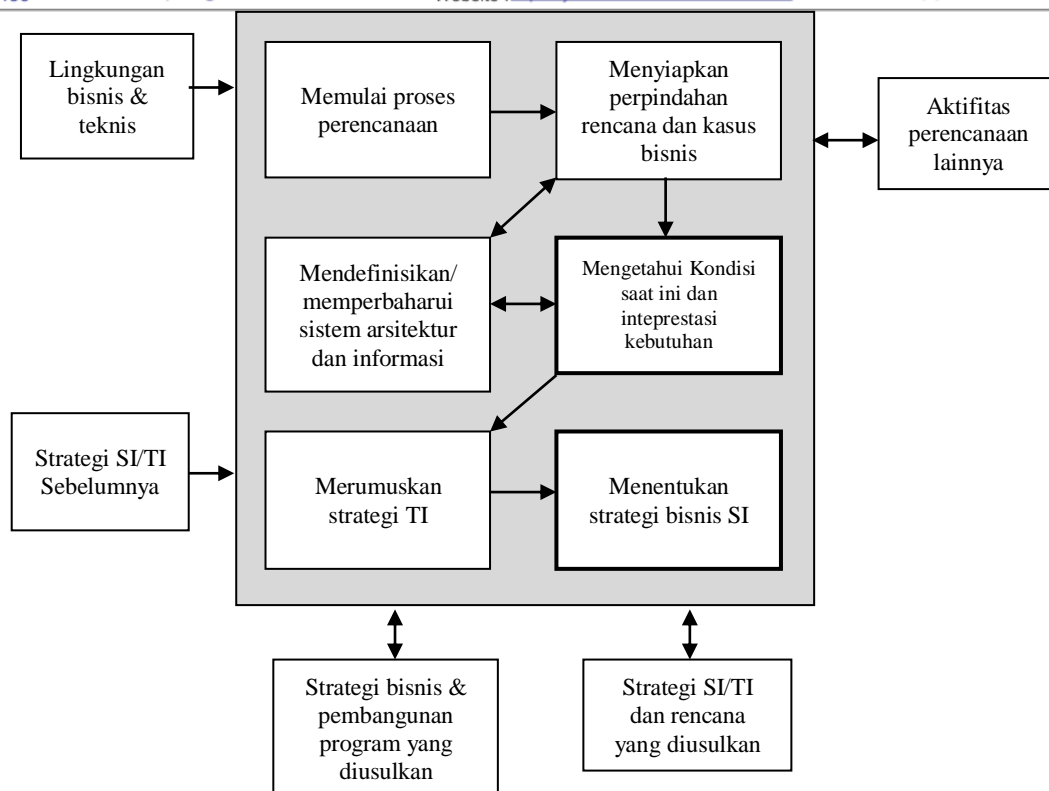 Lingkungan
bisnis &
teknis
Memulai proses
perencanaan
Menyiapkan
perpindahan
rencana dan kasus
bisnis
Aktifitas
perencanaan
lainnya
Mendefinisikan/
memperbaharui
sistem arsitektur
dan informasi
Mengetahui Kondisi
saat ini dan
inteprestasi
kebutuhan
Strategi SI/TI
Sebelumnya
Merumuskan
strategi TI
Menentukan
strategi bisnis SI
Strategi bisnis &
pembangunan
program yang
diusulkan
Strategi SI/TI
dan rencana
yang diusulkan